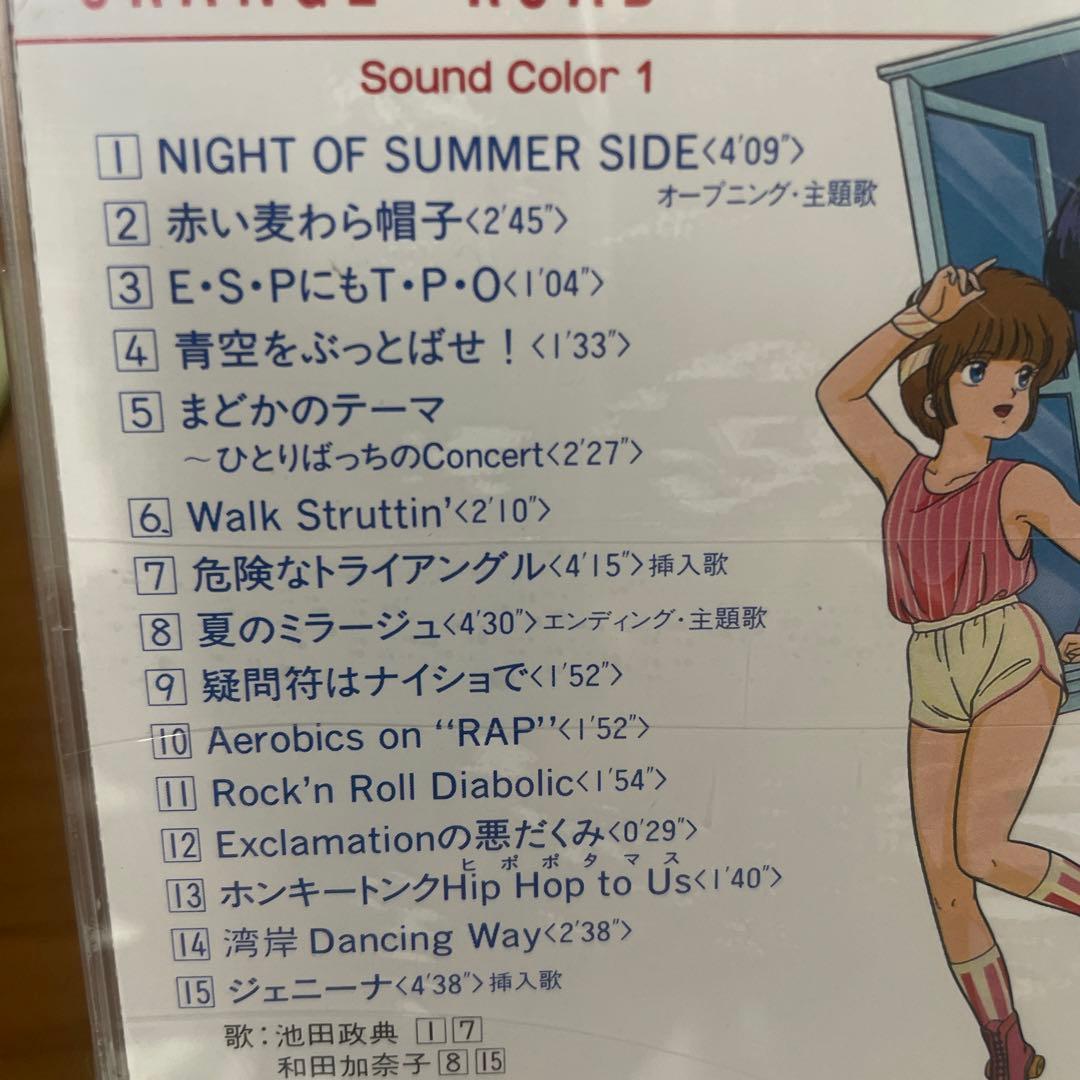 ORANGE ROAD
Sound Color 1
1 NIGHT OF SUMMER SIDE〈4′09″〉
オープニング・主題歌
2 赤い麦わら帽子〈2′45″〉
3 E・S・PにもT・P・O〈1′04″〉
4 青空をぶっとばせ！〈1′33″〉
5 まどかのテーマ
～ひとりばっちのConcert〈2′27″〉
6 Walk Struttin'〈2′10″〉
7 危険なトライアングル〈4′15″〉挿入歌
8 夏のミラージュ〈4′30″〉エンディング・主題歌
9 疑問符はナイショで〈1′52″〉
10 Aerobics on “RAP”〈1′52″〉
11 Rock'n Roll Diabolic〈1′54″〉
12 Exclamationの悪だくみ〈0′29″〉
ヒポポタマス
13 ホンキートンクHip Hop to Us〈1′40″〉
14 湾岸 Dancing Way〈2′38″〉
15 ジェニーナ〈4′38″〉挿入歌
歌：池田政典 1 7
和田加奈子 8 15